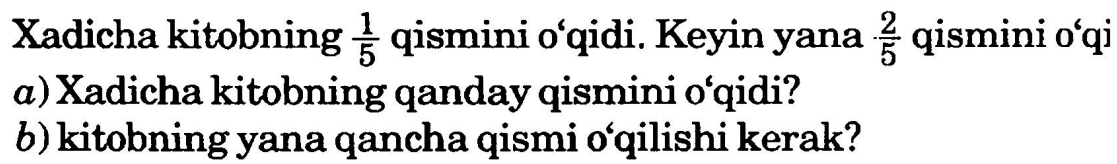 Xadicha kitobning 1/5 qismini o‘qidi. Keyin yana 2/5 qismini
a) Xadicha kitobning qanday qismini o‘qidi?
b) kitobning yana qancha qismi o‘qilishi kerak?